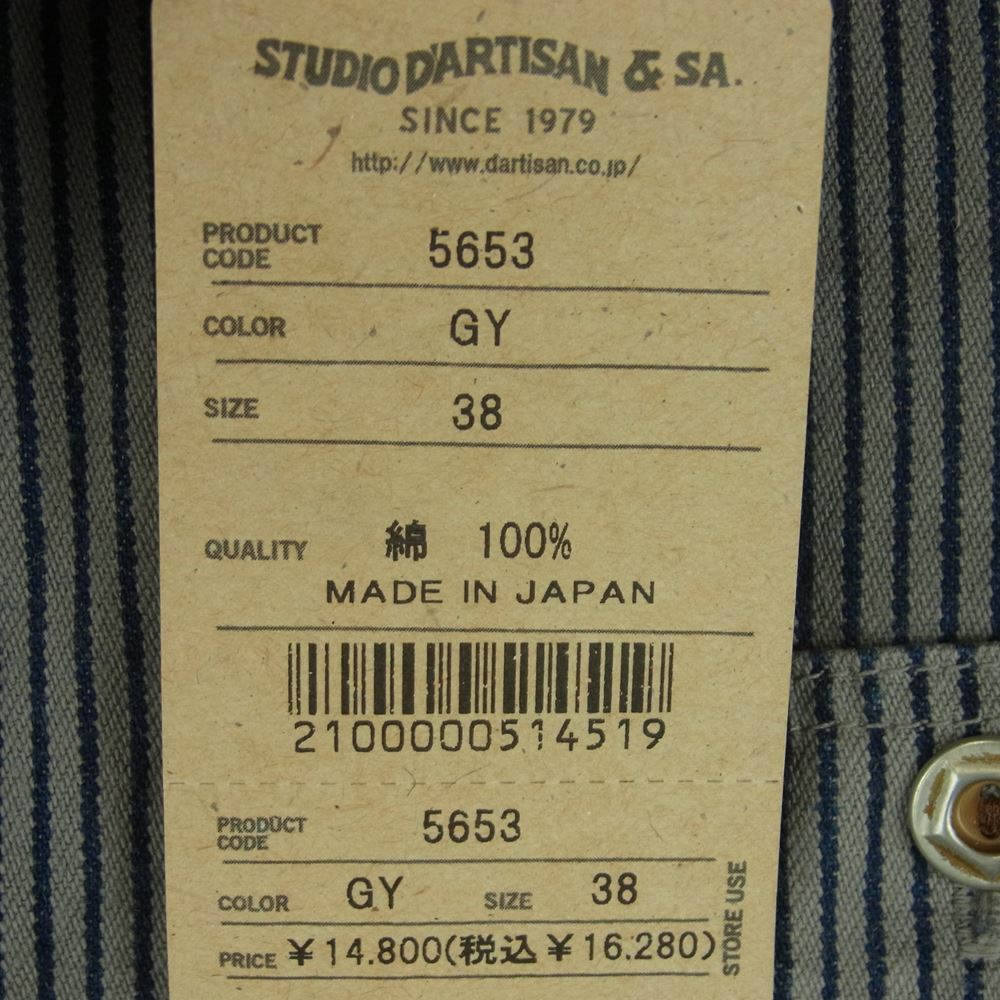 STUDIO D'ARTISAN & SA.
SINCE 1979
http://www.dartisan.co.jp/
PRODUCT CODE 5653
COLOR GY
SIZE 38
QUALITY 綿 100%
MADE IN JAPAN
2100000514519
PRODUCT CODE 5653
COLOR GY SIZE 38
PRICE ¥14.800(税込¥16.280)
STORE USE